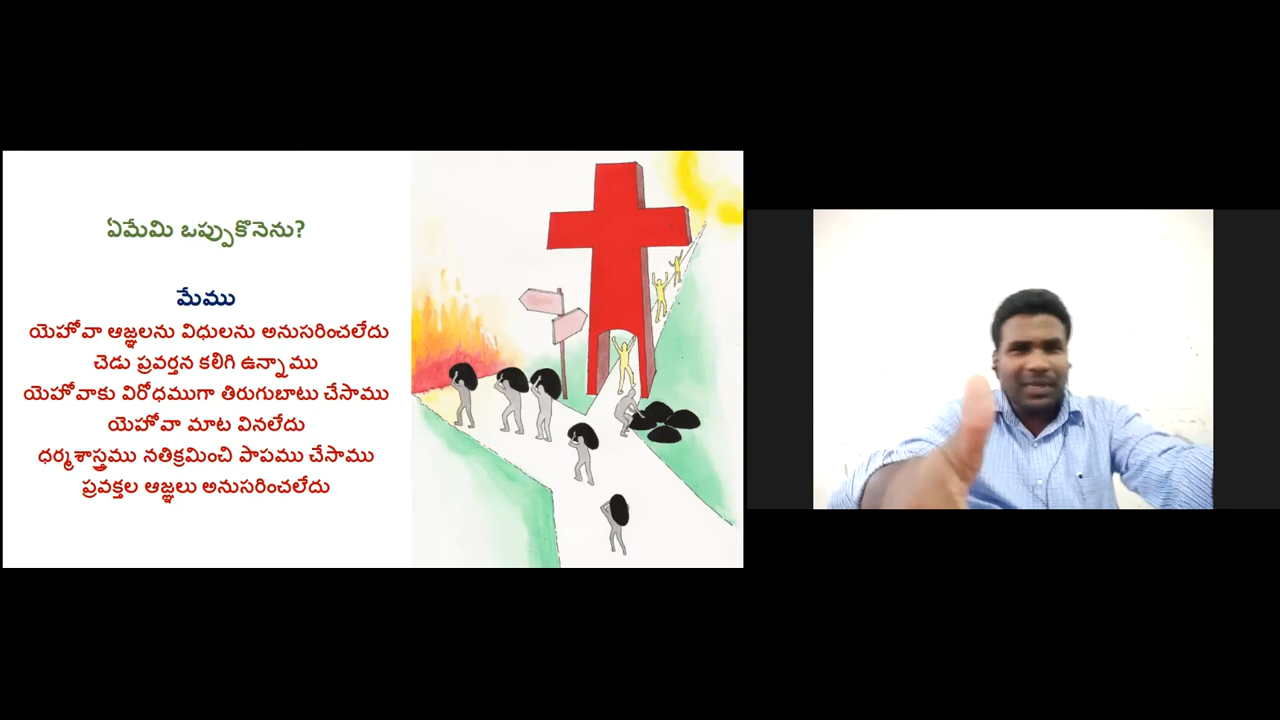 ఏమేమి ఒప్పుకొనెను?
మేము
యెహోవా ఆజ్ఞలను విధులను అనుసరించలేదు
చెడు ప్రవర్తన కలిగి ఉన్నాము
యెహోవాకు విరోధముగా తిరుగుబాటు చేసాము
యెహోవా మాట వినలేదు
ధర్మశాస్త్రము నతిక్రమించి పాపము చేసాము
ప్రవక్తల ఆజ్ఞలు అనుసరించలేదు